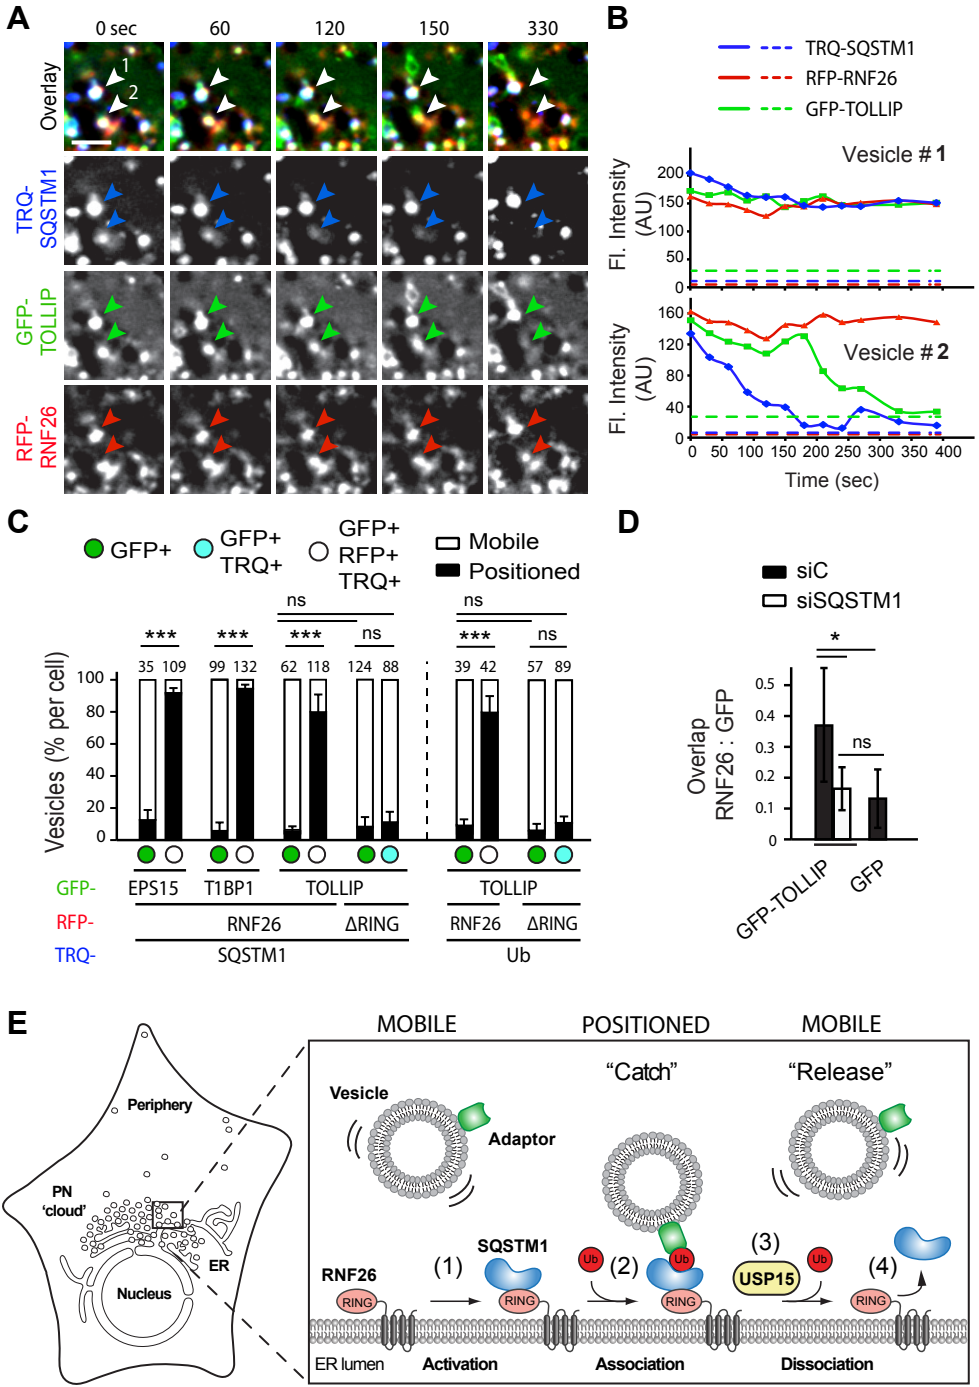 A
0 sec 60 120 150 330
Overlay
1
2
TRQ-
SQSTM1
GFP-
TOLLIP
RFP-
RNF26
B
TRQ-SQSTM1
RFP-RNF26
GFP-TOLLIP
Vesicle # 1
Fl. Intensity
(AU)
200
150
100
50
0
Vesicle # 2
Fl. Intensity
(AU)
160
120
80
40
0
0 50 100 150 200 250 300 350 400
Time (sec)
C
GFP+
GFP+
TRQ+
GFP+
RFP+
TRQ+
Mobile
Positioned
ns ns
*** *** *** ns *** ns
35 109 99 132 62 118 124 88 39 42 57 89
Vesicles (% per cell)
100
80
60
40
20
0
GFP- EPS15 T1BP1 TOLLIP TOLLIP
RFP- RNF26 ΔRING RNF26 ΔRING
TRQ- SQSTM1 Ub
D
siC
siSQSTM1
*
ns
Overlap
RNF26 : GFP
0.5
0.4
0.3
0.2
0.1
0
GFP-TOLLIP
GFP
E
MOBILE POSITIONED MOBILE
"Catch" "Release"
Periphery
PN
'cloud'
ER
Nucleus
Vesicle
Adaptor
SQSTM1
RNF26
(1)
RING
RING
Ub
(2)
Ub
RING
(3)
USP15
Ub
(4)
RING
ER lumen Activation Association Dissociation